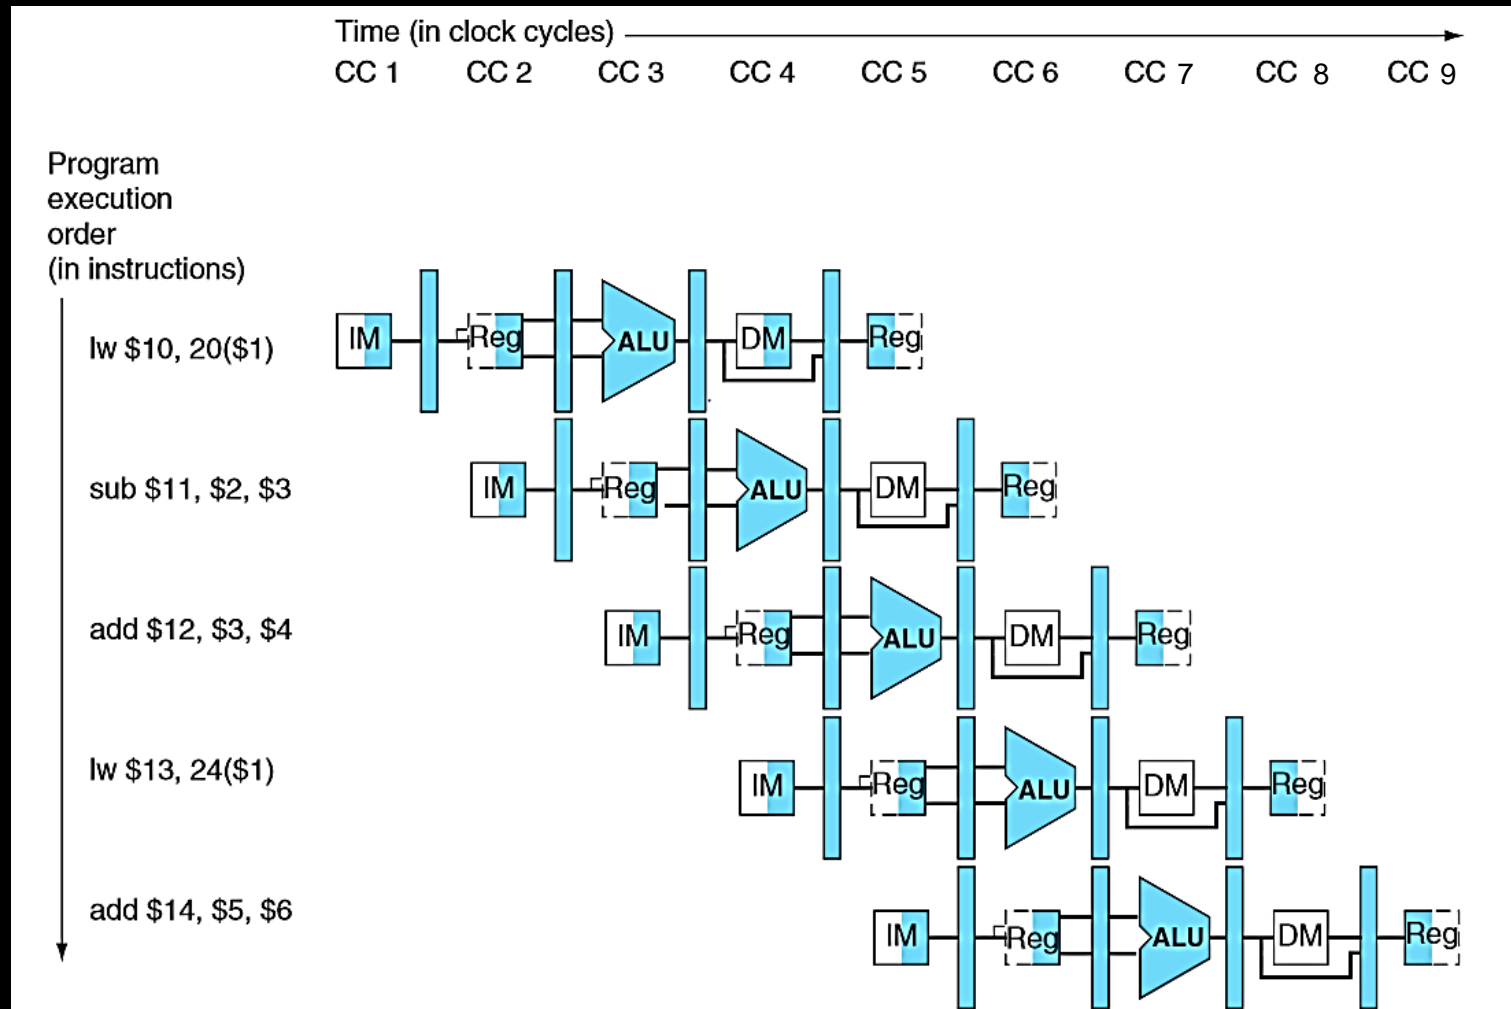 Time (in clock cycles)
CC 1 CC 2 CC 3 CC 4 CC 5 CC 6 CC 7 CC 8 CC 9
Program
execution
order
(in instructions)
lw $10, 20($1)
IM Reg ALU DM Reg
sub $11, $2, $3
IM Reg ALU DM Reg
add $12, $3, $4
IM Reg ALU DM Reg
lw $13, 24($1)
IM Reg ALU DM Reg
add $14, $5, $6
IM Reg ALU DM Reg